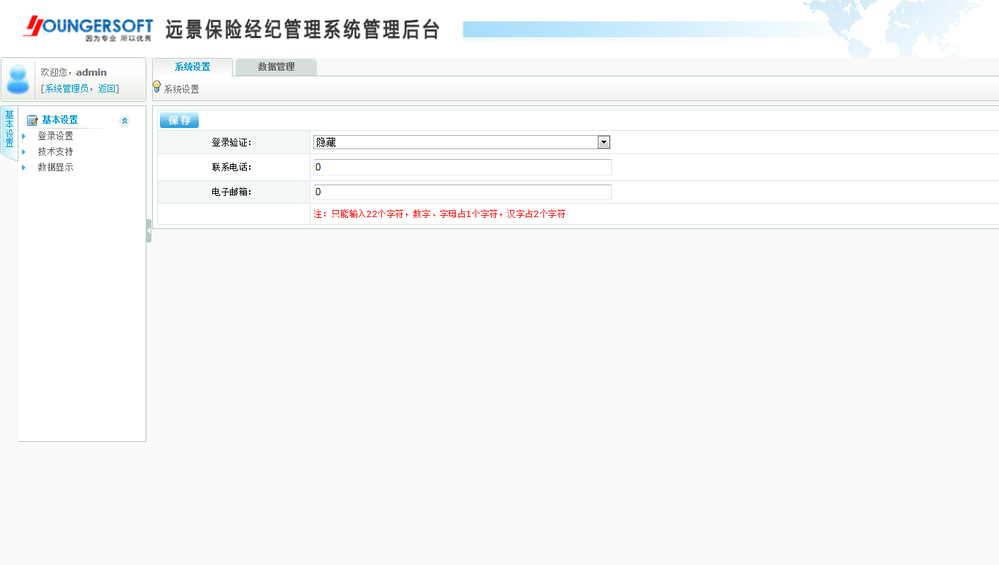 YOUNGERSOFT
因为专业 所以优秀
远景保险经纪管理系统管理后台
欢迎您，admin
[系统管理员，返回]
系统设置
数据管理
系统设置
基本设置
基本设置
登录设置
技术支持
数据显示
保存
登录验证：
隐藏
联系电话：
0
电子邮箱：
0
注：只能输入22个字符，数字、字母占1个字符，汉字占2个字符